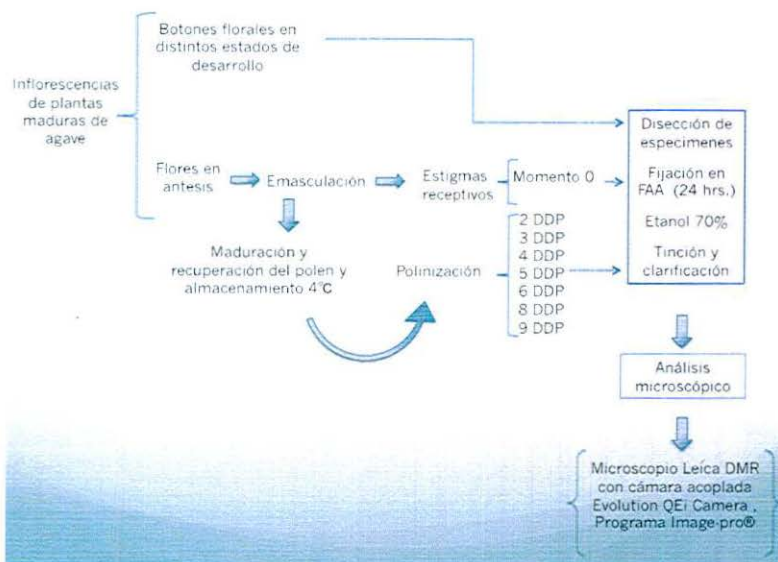 Botones florales en
distintos estados de
desarrollo
Inflorescencias
de plantas
maduras de
agave
Flores en
antesis
Emasculación
Estigmas
receptivos
Momento 0
Maduración y
recuperación del polen y
almacenamiento 4°C
Polinización
2 DDP
3 DDP
4 DDP
5 DDP
6 DDP
8 DDP
9 DDP
Disección de
especímenes
Fijación en
FAA (24 hrs.)
Etanol 70%
Tinción y
clarificación
Análisis
microscópico
Microscopio Leíca DMR
con cámara acoplada
Evolution QEi Camera ,
Programa Image-pro®